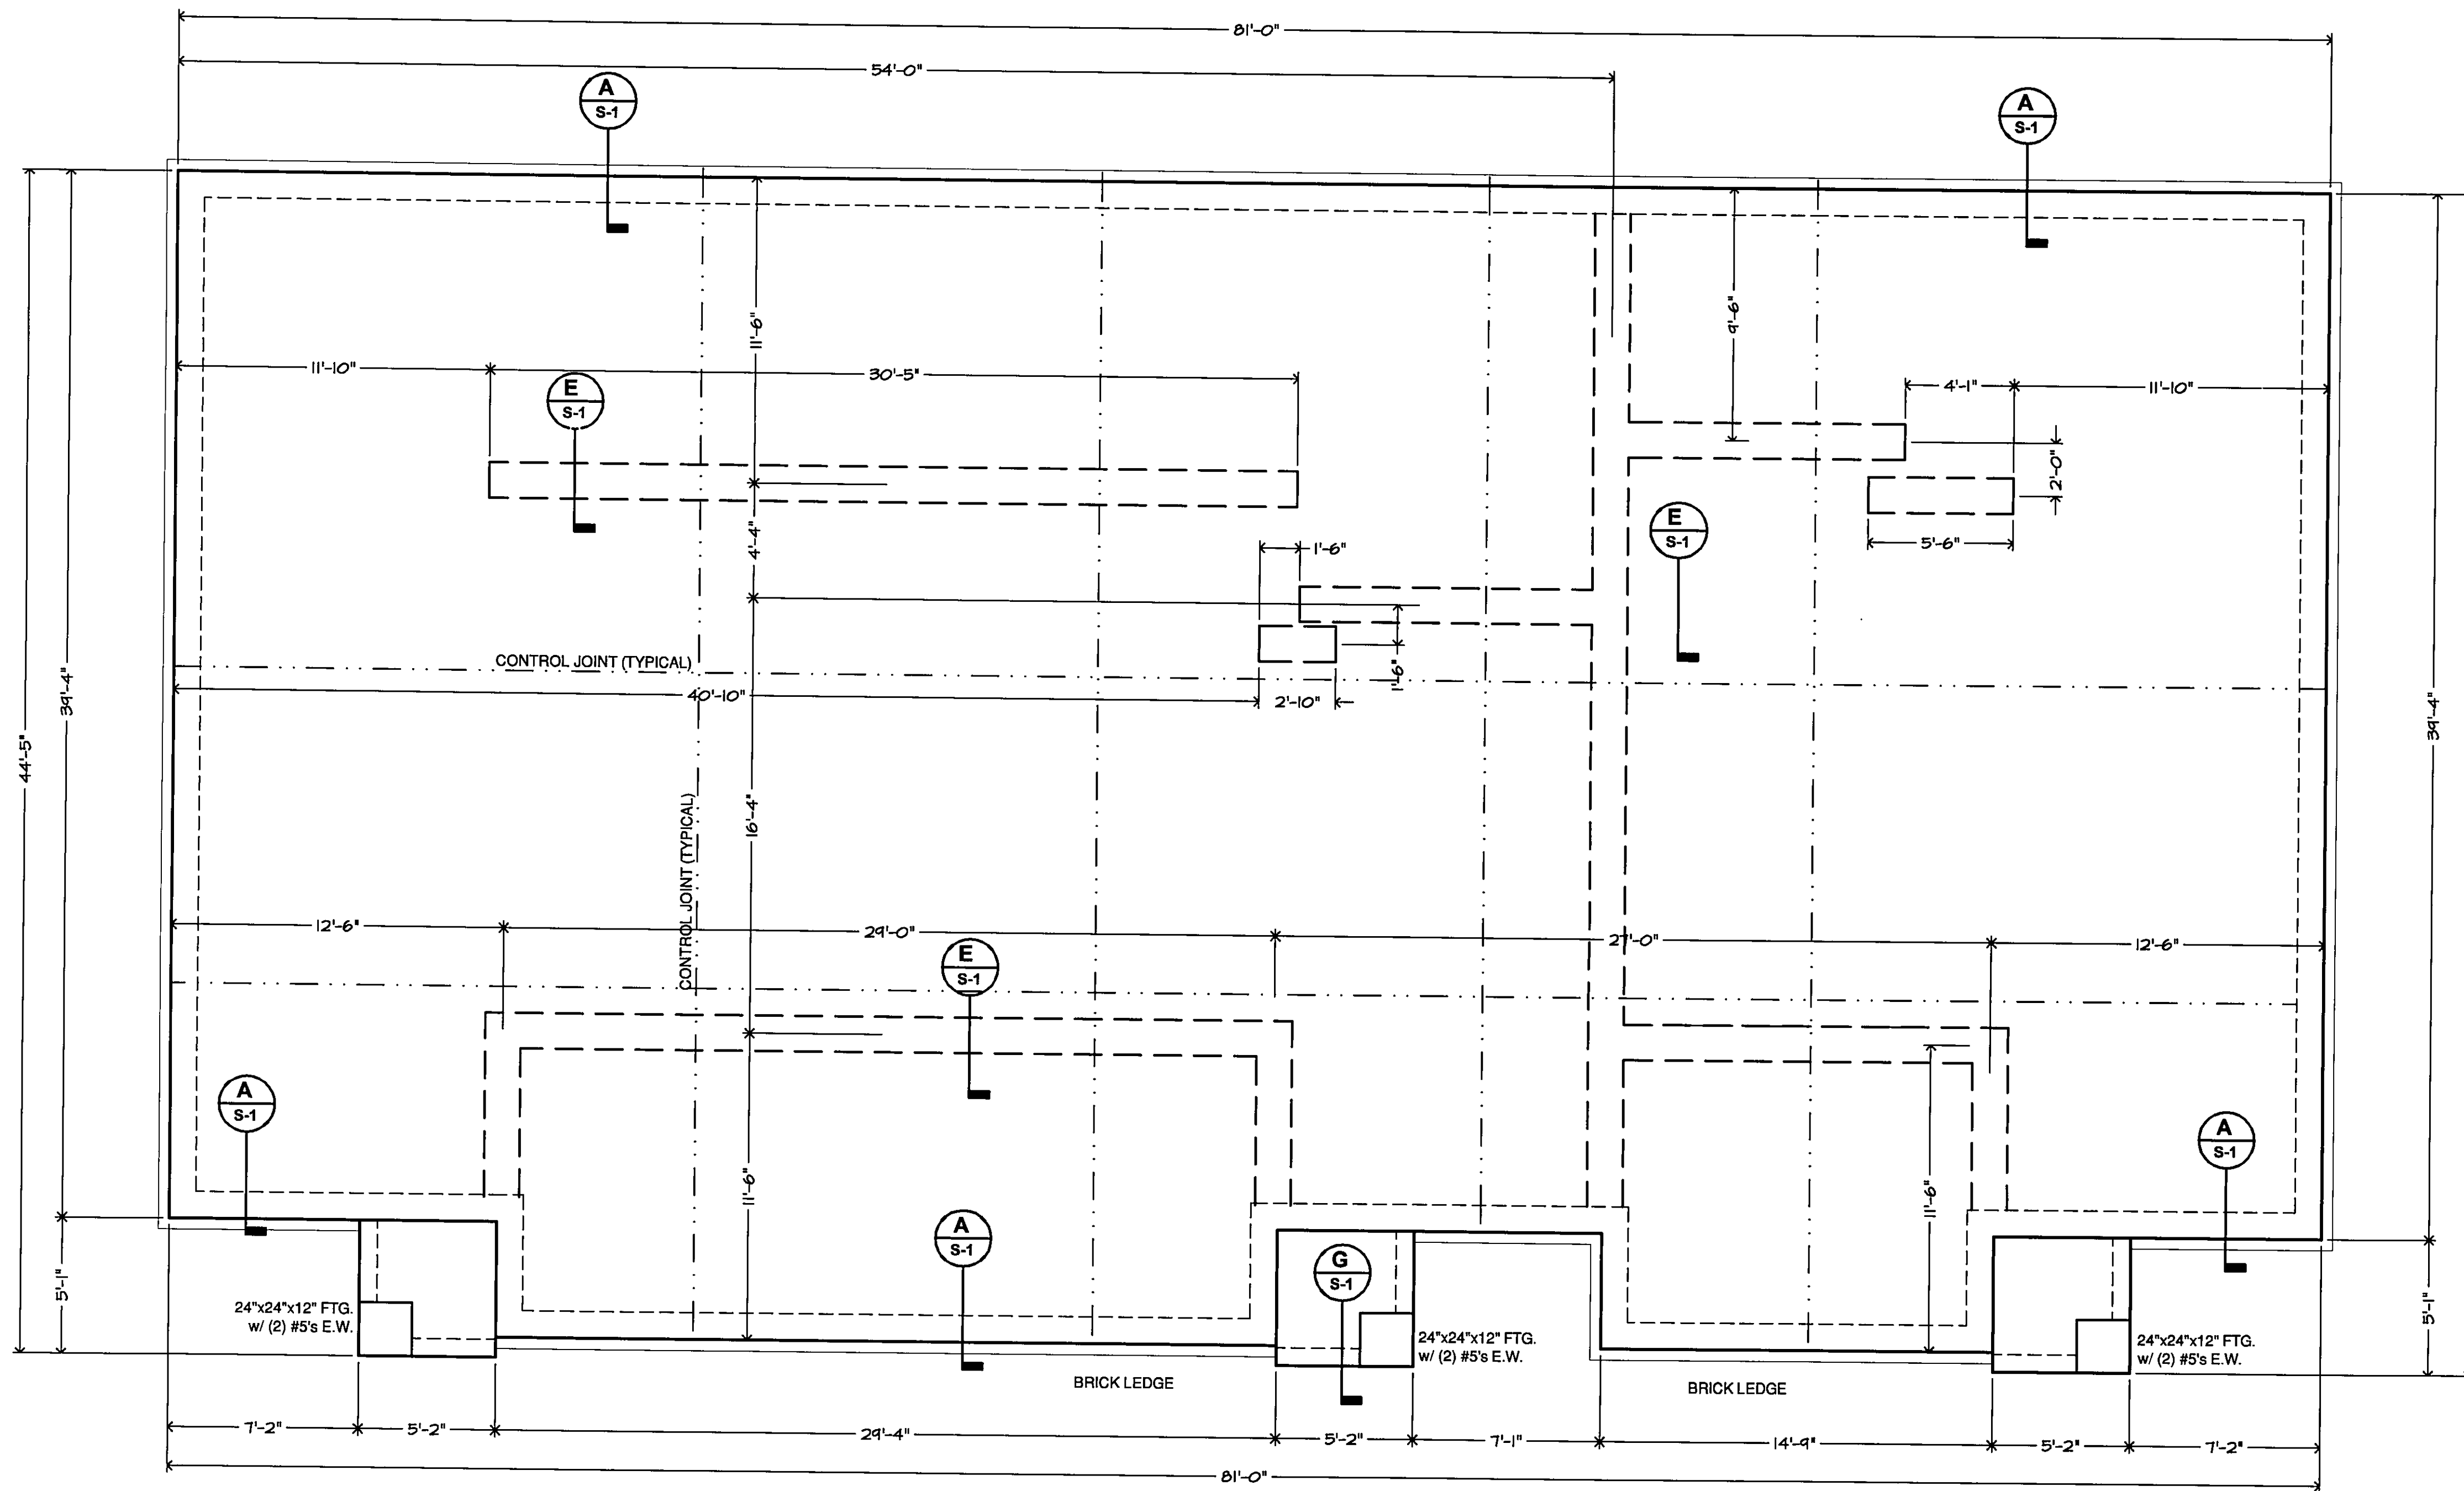 81'-0"
54'-0"
A
S-1
A
S-1
11'-6"
9'-6"
11'-10"
30'-5"
4'-1"
11'-10"
E
S-1
2'-0"
4'-4"
E
S-1
5'-6"
1'-6"
CONTROL JOINT (TYPICAL)
1'-6"
40'-10"
2'-10"
44'-5"
39'-4"
39'-4"
CONTROL JOINT (TYPICAL)
16'-4"
12'-6"
29'-0"
27'-0"
12'-6"
E
S-1
A
S-1
A
S-1
11'-6"
11'-6"
A
S-1
G
S-1
5'-1"
5'-1"
24"x24"x12" FTG.
w/ (2) #5's E.W.
24"x24"x12" FTG.
w/ (2) #5's E.W.
24"x24"x12" FTG.
w/ (2) #5's E.W.
BRICK LEDGE
BRICK LEDGE
7'-2"
5'-2"
29'-4"
5'-2"
7'-1"
14'-9"
5'-2"
7'-2"
81'-0"